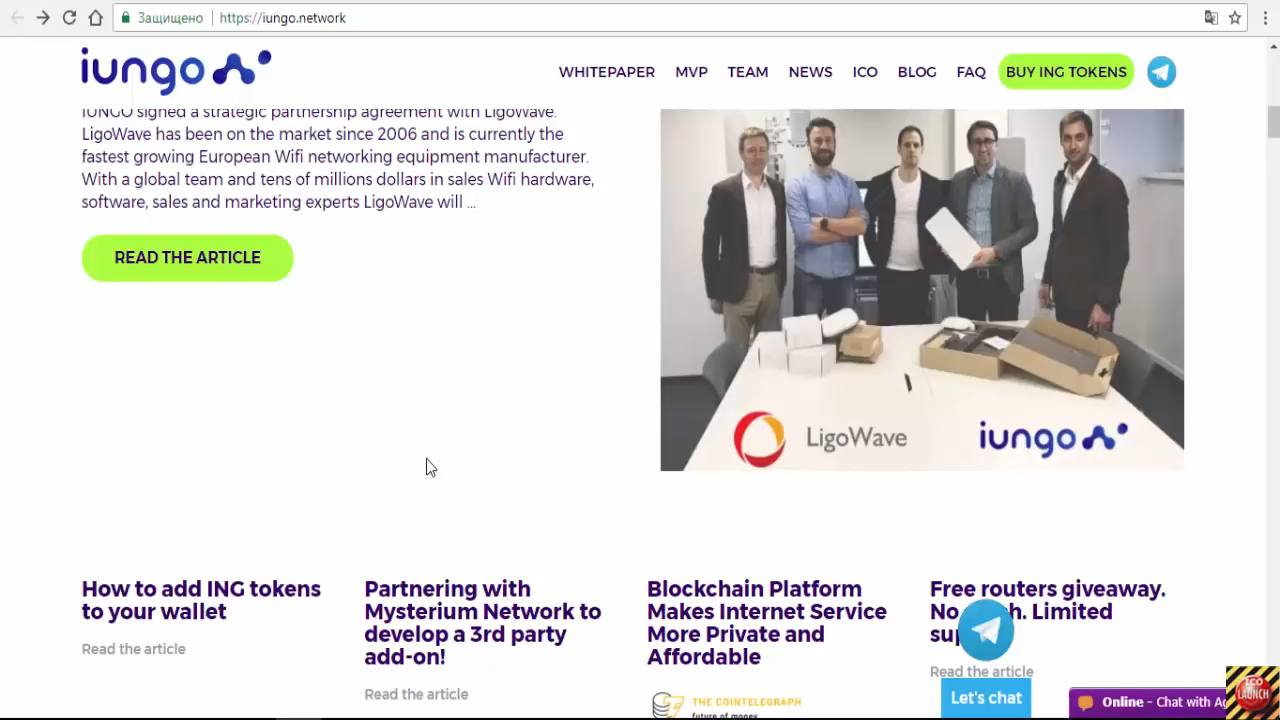 Защищено https://iungo.network
iungo
WHITEPAPER MVP TEAM NEWS ICO BLOG FAQ BUY ING TOKENS
IUNGO signed a strategic partnership agreement with LigoWave.
LigoWave has been on the market since 2006 and is currently the
fastest growing European Wifi networking equipment manufacturer.
With a global team and tens of millions dollars in sales Wifi hardware,
software, sales and marketing experts LigoWave will ...
READ THE ARTICLE
LigoWave
iungo
How to add ING tokens
to your wallet
Read the article
Partnering with
Mysterium Network to
develop a 3rd party
add-on!
Read the article
Blockchain Platform
Makes Internet Service
More Private and
Affordable
THE COINTELEGRAPH
future of money
Free routers giveaway.
Limited
Read the article
Let's chat
Online - Chat with
ICO
LAUNCH